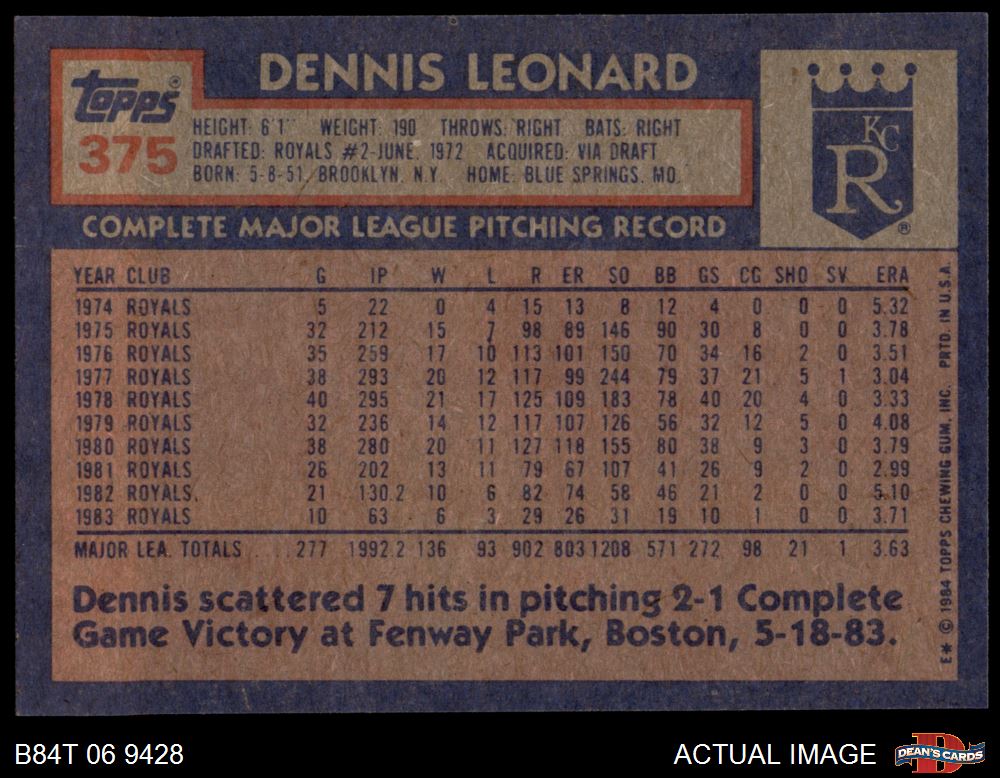 DENNIS LEONARD
Topps®
375
HEIGHT: 6'1" WEIGHT: 190 THROWS: RIGHT BATS: RIGHT
DRAFTED: ROYALS #2-JUNE, 1972 ACQUIRED: VIA DRAFT
BORN: 5-8-51, BROOKLYN, N.Y. HOME: BLUE SPRINGS, MO.
KC
R
®
COMPLETE MAJOR LEAGUE PITCHING RECORD
YEAR CLUB G IP W L R ER SO BB GS CG SHO SV ERA
1974 ROYALS 5 22 0 4 15 13 8 12 4 0 0 0 5.32
1975 ROYALS 32 212 15 7 98 89 146 90 30 8 0 0 3.78
1976 ROYALS 35 259 17 10 113 101 150 70 34 16 2 0 3.51
1977 ROYALS 38 293 20 12 117 99 244 79 37 21 5 1 3.04
1978 ROYALS 40 295 21 17 125 109 183 78 40 20 4 0 3.33
1979 ROYALS 32 236 14 12 117 107 126 56 32 12 5 0 4.08
1980 ROYALS 38 280 20 11 127 118 155 80 38 9 3 0 3.79
1981 ROYALS 26 202 13 11 79 67 107 41 26 9 2 0 2.99
1982 ROYALS 21 130.2 10 6 82 74 58 46 21 2 0 0 5.10
1983 ROYALS 10 63 6 3 29 26 31 19 10 1 0 0 3.71
MAJOR LEA. TOTALS 277 1992.2 136 93 902 803 1208 571 272 98 21 1 3.63
Dennis scattered 7 hits in pitching 2-1 Complete
Game Victory at Fenway Park, Boston, 5-18-83.
E* © 1984 TOPPS CHEWING GUM, INC. PRTD. IN U.S.A.
B84T 06 9428
ACTUAL IMAGE
D
DEAN'S CARDS